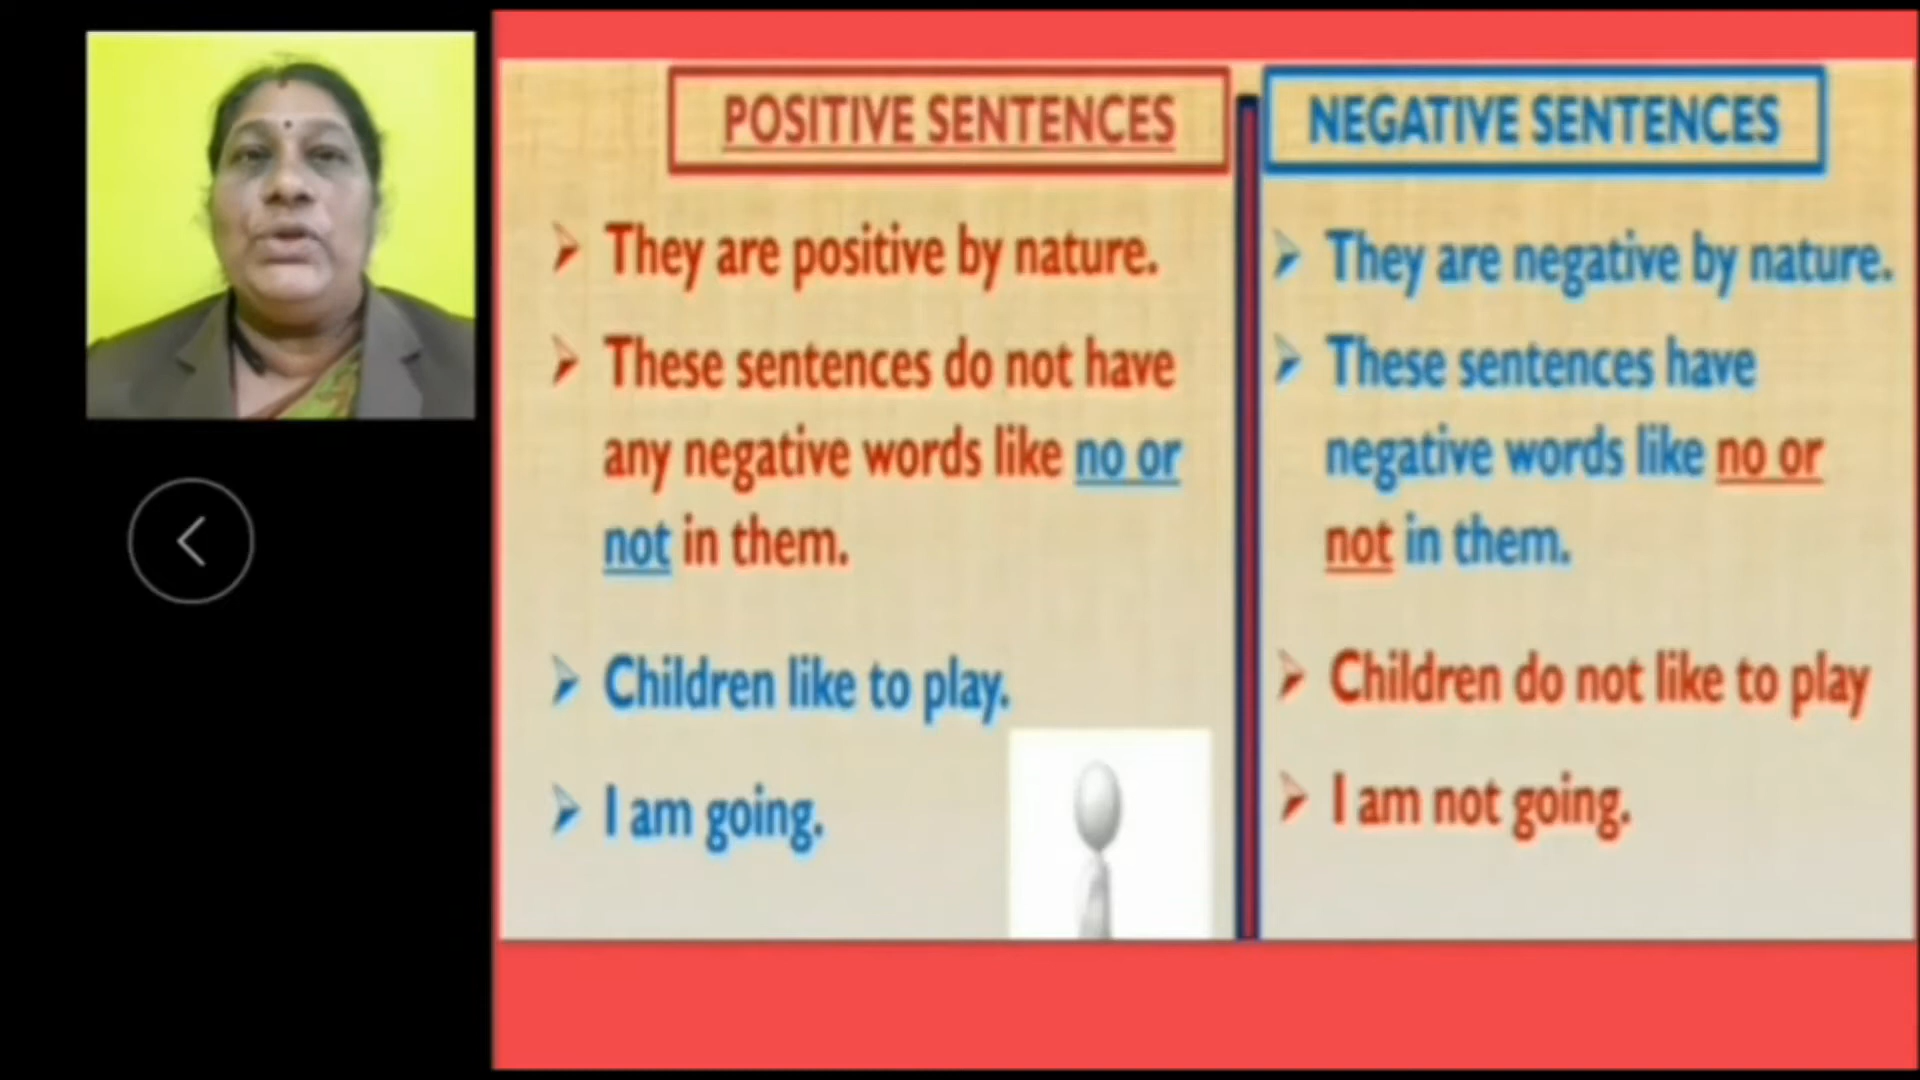 POSITIVE SENTENCES
They are positive by nature.
These sentences do not have
any negative words like no or
not in them.
Children like to play.
I am going.
NEGATIVE SENTENCES
They are negative by nature.
These sentences have
negative words like no or
not in them.
Children do not like to play
I am not going.